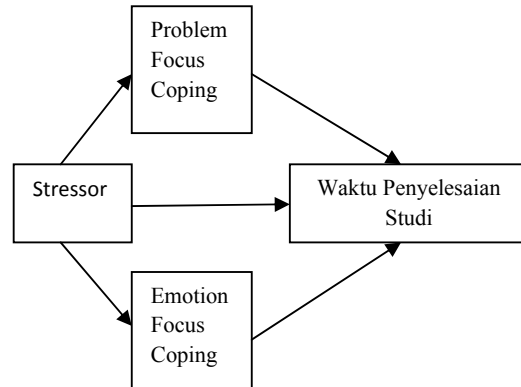 Problem
Focus
Coping
Stressor
Waktu Penyelesaian
Studi
Emotion
Focus
Coping